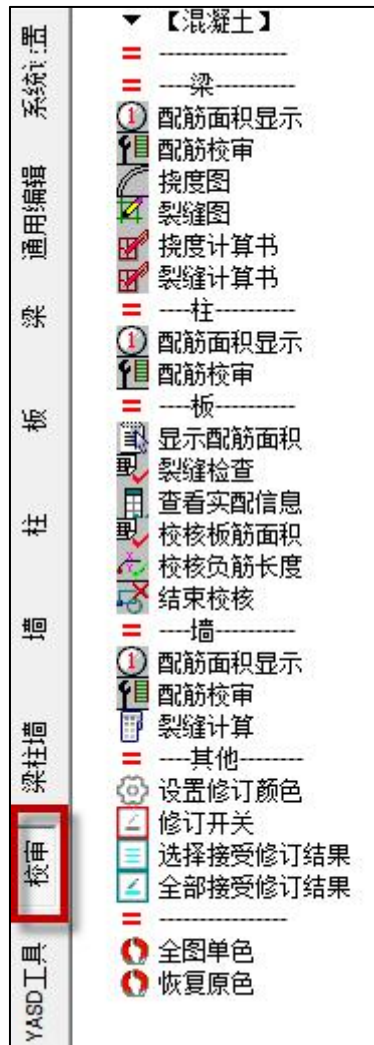 系统设置
通用编辑
梁
板
柱
墙
梁柱墙
校审
YASD工具
▼ 【混凝土】
= ----------------
= ----梁----------
配筋面积显示
配筋校审
挠度图
裂缝图
挠度计算书
裂缝计算书
= ----柱----------
配筋面积显示
配筋校审
= ----板----------
显示配筋面积
裂缝检查
查看实配信息
校核板筋面积
校核负筋长度
结束校核
= ----墙----------
配筋面积显示
配筋校审
裂缝计算
= ----其他--------
设置修订颜色
修订开关
选择接受修订结果
全部接受修订结果
= ----------------
全图单色
恢复原色